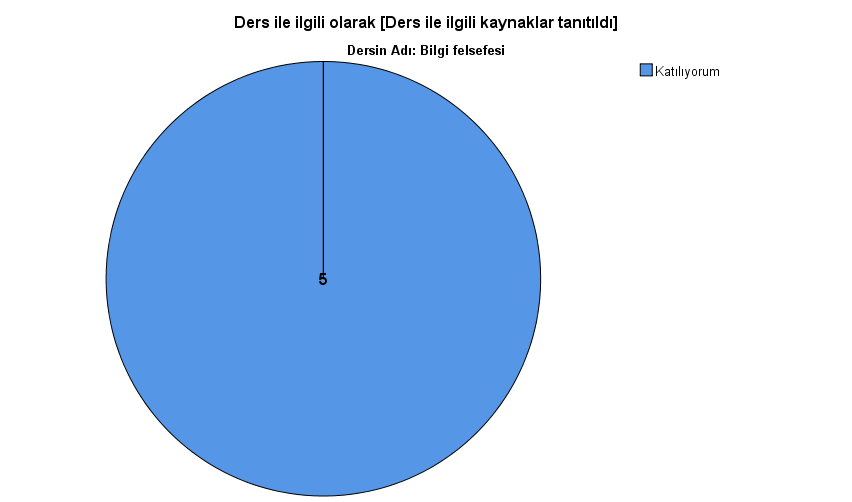 Ders ile ilgili olarak [Ders ile ilgili kaynaklar tanıtıldı]
Dersin Adı: Bilgi felsefesi
Katılıyorum
5